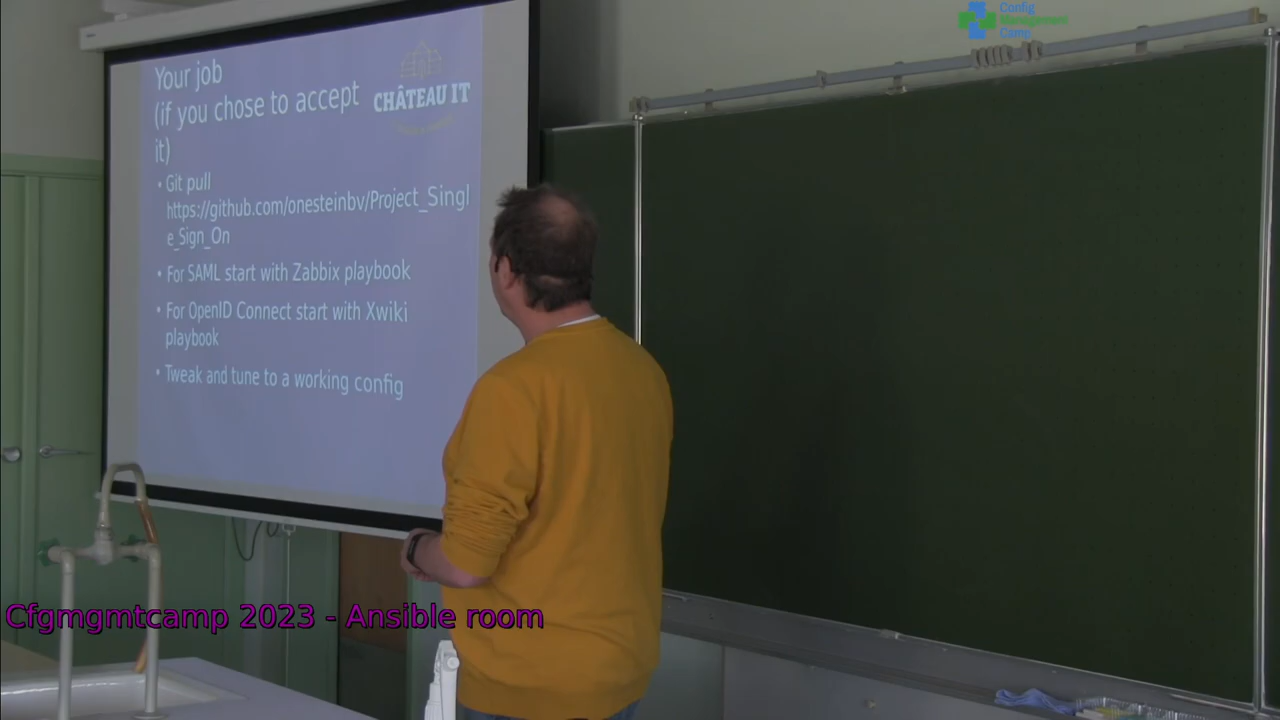 Config
Management
Camp
Your job
(if you chose to accept
it)
CHÂTEAU IT
• Git pull
https://github.com/onesteinbv/Project_Singl
e_Sign_On
• For SAML start with Zabbix playbook
• For OpenID Connect start with Xwiki
playbook
• Tweak and tune to a working config
Cfgmgmtcamp 2023 - Ansible room